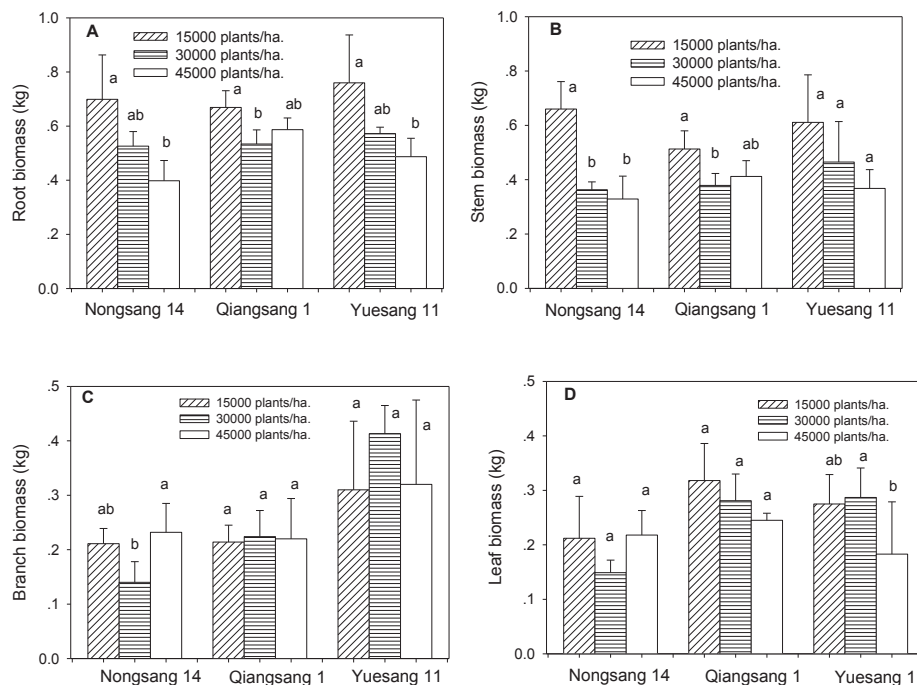 A
15000 plants/ha.
30000 plants/ha.
45000 plants/ha.
Root biomass (kg)
1.0
.8
.6
.4
.2
0.0
a
ab
b
a
b
ab
a
ab
b
Nongsang 14
Qiangsang 1
Yuesang 11
B
15000 plants/ha.
30000 plants/ha.
45000 plants/ha.
Stem biomass (kg)
1.0
.8
.6
.4
.2
0.0
a
b
b
a
b
ab
a
a
a
Nongsang 14
Qiangsang 1
Yuesang 11
C
15000 plants/ha.
30000 plants/ha.
45000 plants/ha.
Branch biomass (kg)
.5
.4
.3
.2
.1
0.0
ab
b
a
a
a
a
a
a
a
Nongsang 14
Qiangsang 1
Yuesang 11
D
15000 plants/ha.
30000 plants/ha.
45000 plants/ha.
Leaf biomass (kg)
.5
.4
.3
.2
.1
0.0
a
a
a
a
a
a
ab
a
b
Nongsang 14
Qiangsang 1
Yuesang 1